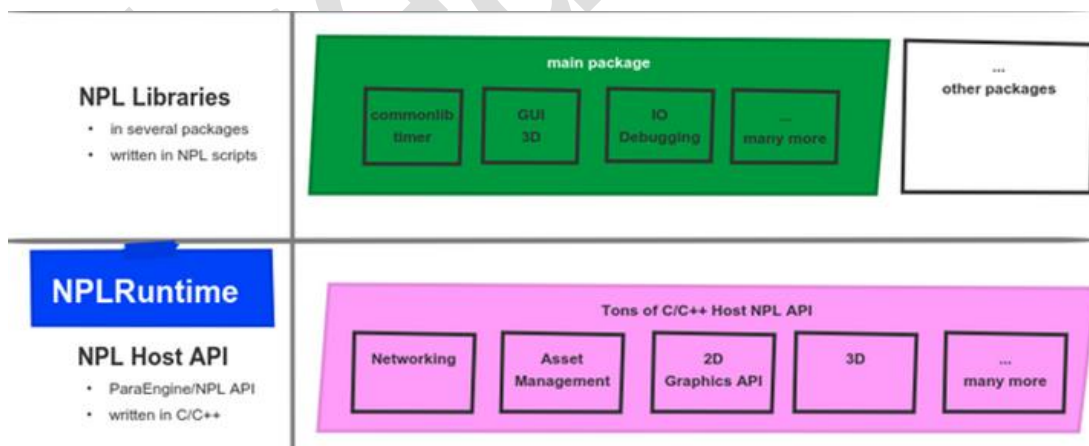 NPL Libraries
• in several packages
• written in NPL scripts
main package
commonlib
timer
GUI
3D
IO
Debugging
...
many more
...
other packages
NPLRuntime
NPL Host API
• ParaEngine/NPL API
• written in C/C++
Tons of C/C++ Host NPL API
Networking
Asset
Management
2D
Graphics API
3D
...
many more